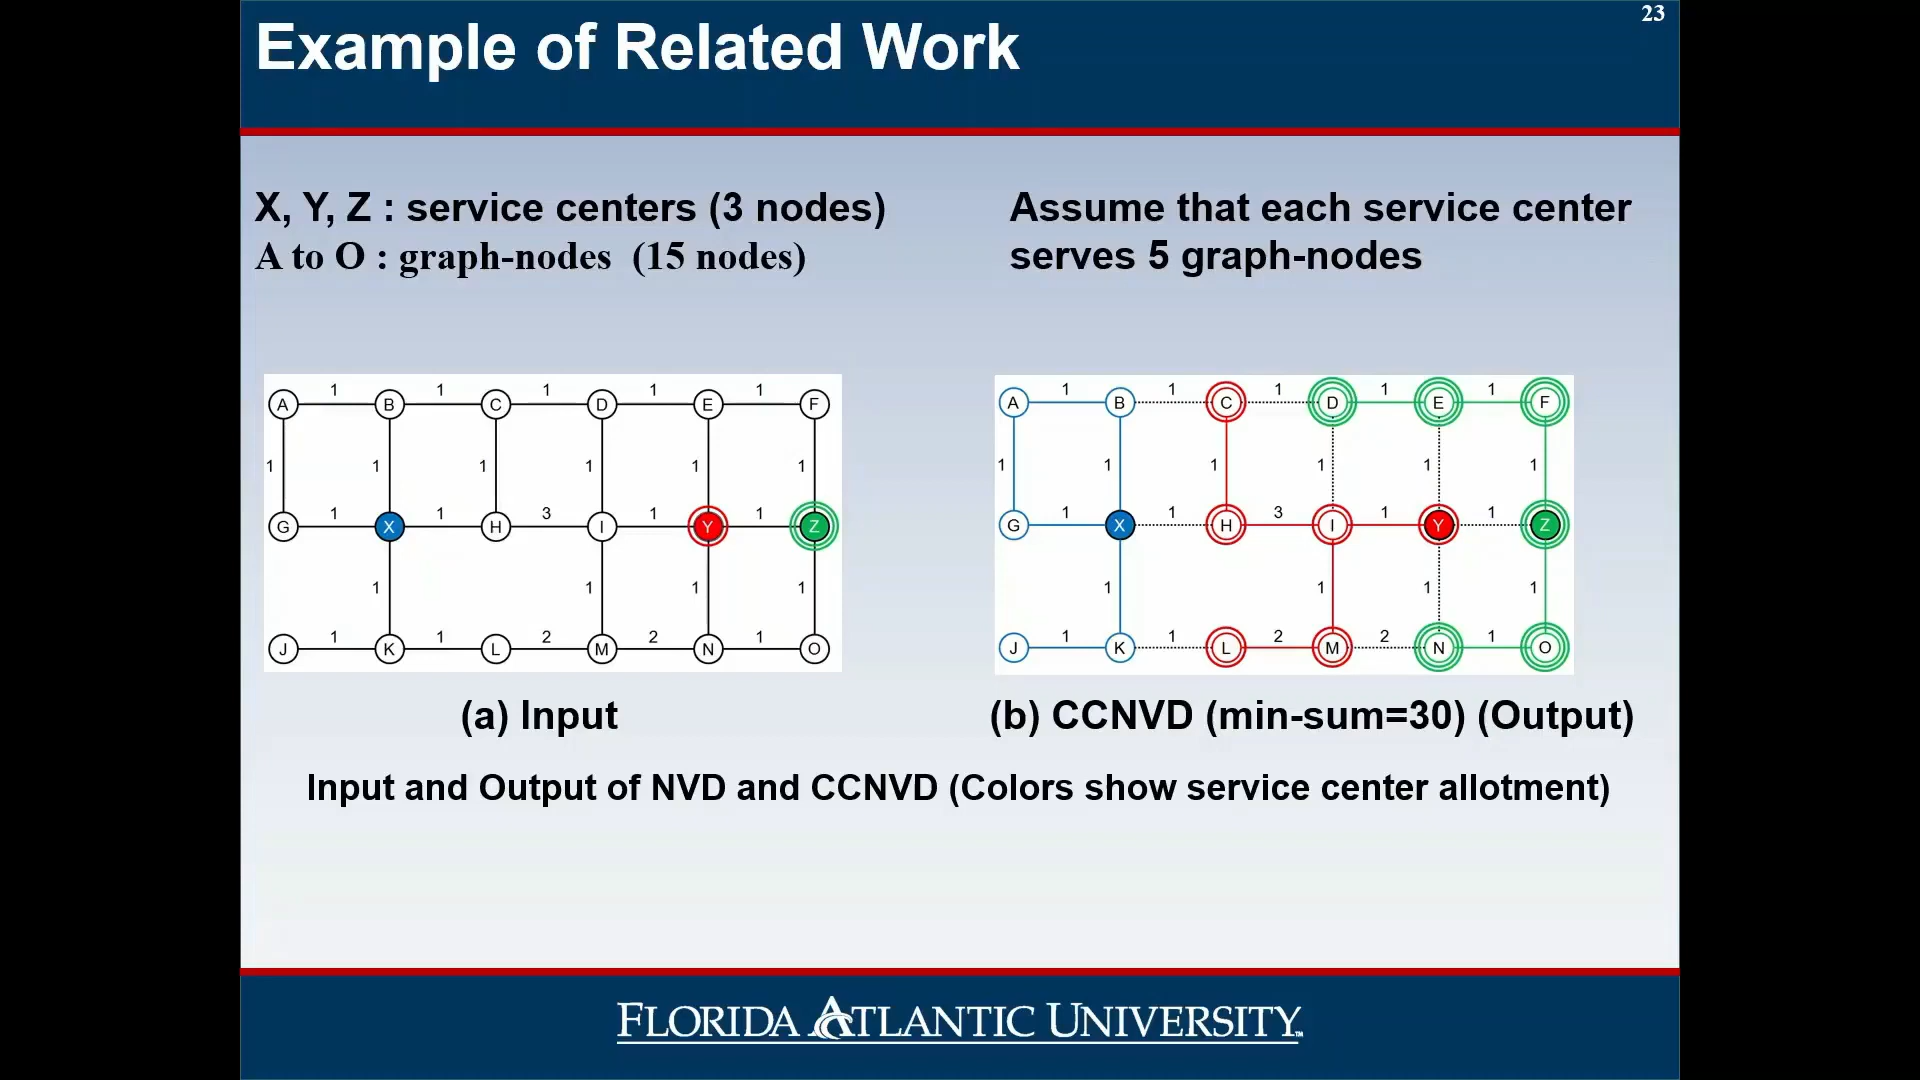 23
Example of Related Work
X, Y, Z : service centers (3 nodes)
A to O : graph-nodes (15 nodes)
Assume that each service center
serves 5 graph-nodes
1 1 1 1 1
A B C D E F
1 1 1 1 1 1
1 1 3 1 1
G X H I Y Z
1 1 1 1
1 1 2 2 1
J K L M N O
1 1 1 1 1
A B C D E F
1 1 1 1 1 1
1 1 3 1 1
G X H I Y Z
1 1 1 1
1 1 2 2 1
J K L M N O
(a) Input
(b) CCNVD (min-sum=30) (Output)
Input and Output of NVD and CCNVD (Colors show service center allotment)
FLORIDA ATLANTIC UNIVERSITY™